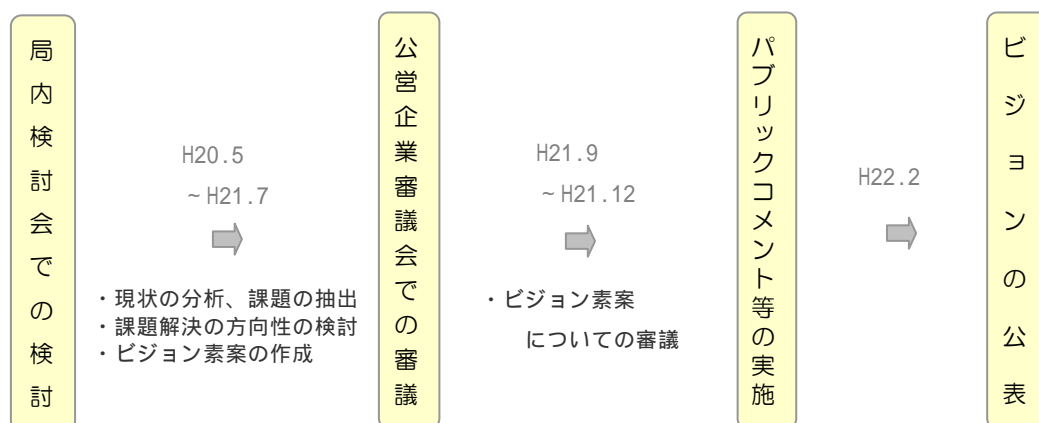 局内検討会での検討
H20.5
~H21.7
・現状の分析、課題の抽出
・課題解決の方向性の検討
・ビジョン素案の作成
公営企業審議会での審議
H21.9
~H21.12
・ビジョン素案
についての審議
パブリックコメント等の実施
H22.2
ビジョンの公表